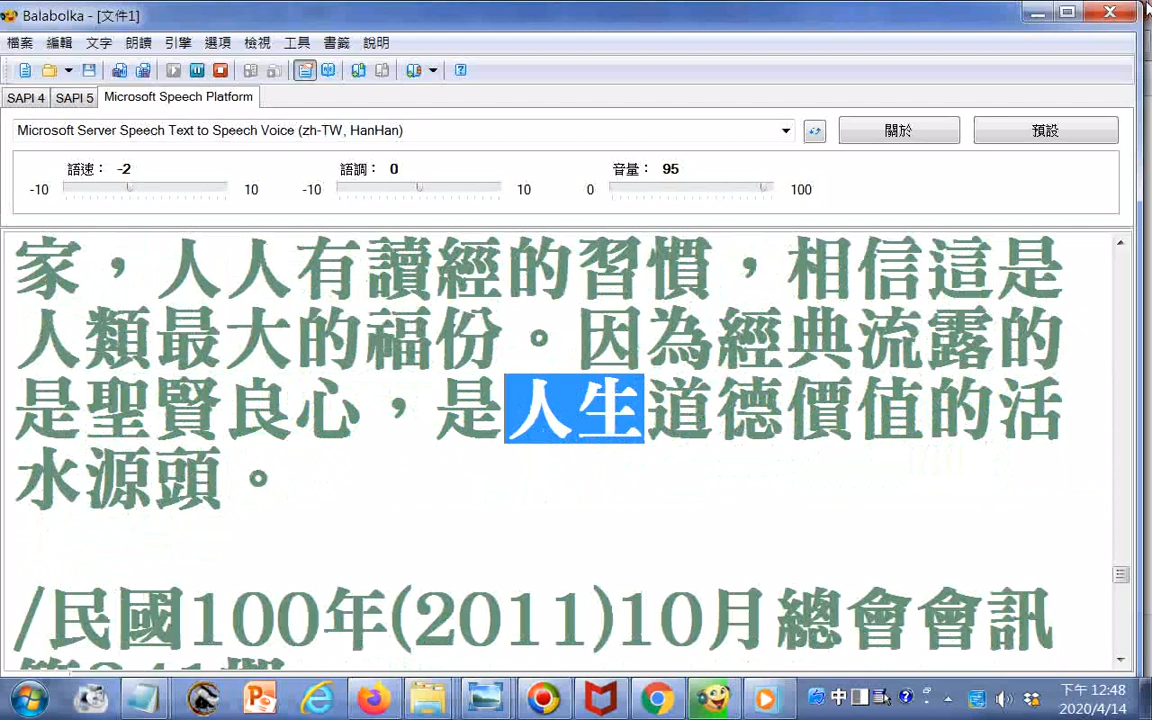 Balabolka - [文件1]
檔案 編輯 文字 朗讀 引擎 選項 檢視 工具 書籤 說明
SAPI 4 SAPI 5 Microsoft Speech Platform
Microsoft Server Speech Text to Speech Voice (zh-TW, HanHan) 關於 預設
語速： -2 語調： 0 音量： 95
-10 10 -10 10 0 100
家，人人有讀經的習慣，相信這是
人類最大的福份。因為經典流露的
是聖賢良心，是人生道德價值的活
水源頭。
/民國100年(2011)10月總會會訊
中
下午 12:48
2020/4/14